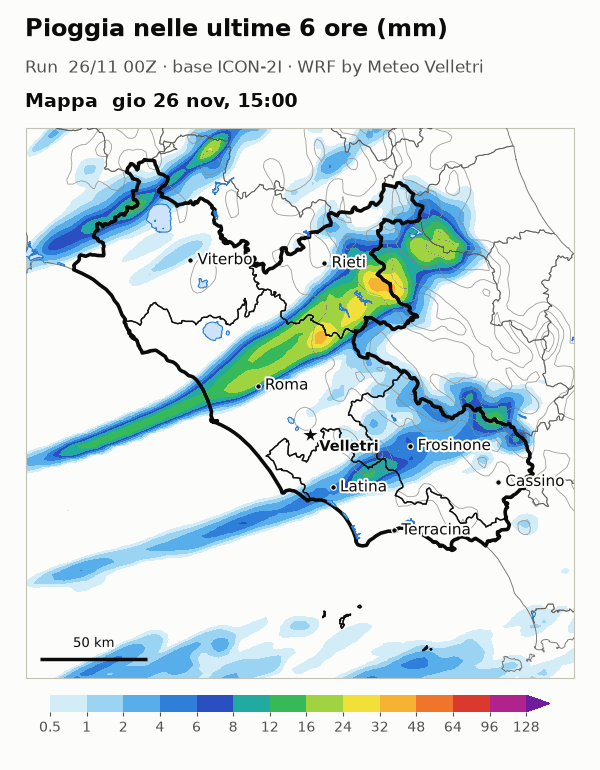 Pioggia nelle ultime 6 ore (mm)
Run  26/11 00Z · base ICON-2I · WRF by Meteo Velletri
Mappa  gio 26 nov, 15:00
Viterbo
Rieti
Roma
Velletri
Frosinone
Latina
Cassino
Terracina
50 km
0.5 1 2 4 6 8 12 16 24 32 48 64 96 128